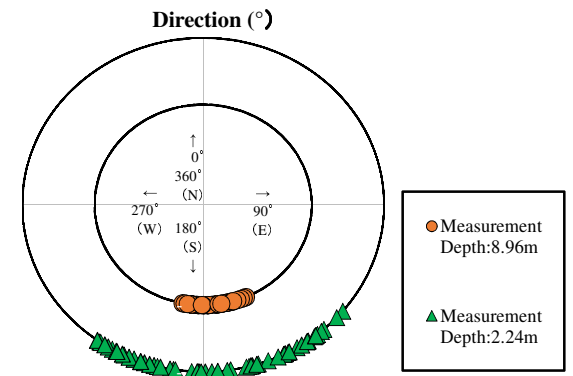 Direction (°)
↑
0°
360°
(N)
←
→
270°
90°
(W)
180°
(E)
(S)
↓
Measurement
Depth:8.96m
Measurement
Depth:2.24m